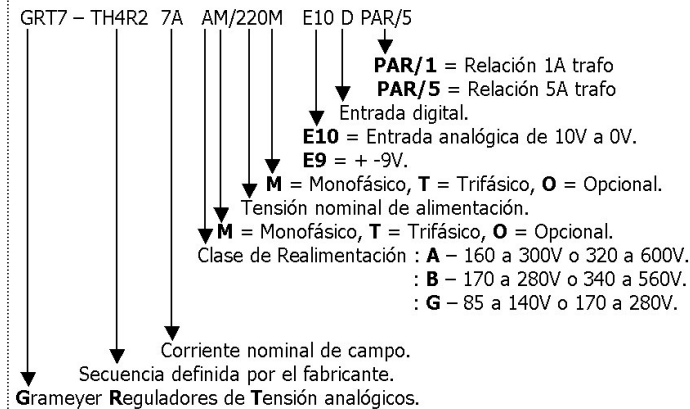 GRT7 – TH4R2 7A AM/220M E10 D PAR/5
PAR/1 = Relación 1A trafo
PAR/5 = Relación 5A trafo
Entrada digital.
E10 = Entrada analógica de 10V a 0V.
E9 = + -9V.
M = Monofásico, T = Trifásico, O = Opcional.
Tensión nominal de alimentación.
M = Monofásico, T = Trifásico, O = Opcional.
Clase de Realimentación : A – 160 a 300V o 320 a 600V.
: B – 170 a 280V o 340 a 560V.
: G – 85 a 140V o 170 a 280V.
Corriente nominal de campo.
Secuencia definida por el fabricante.
Grameyer Reguladores de Tensión analógicos.